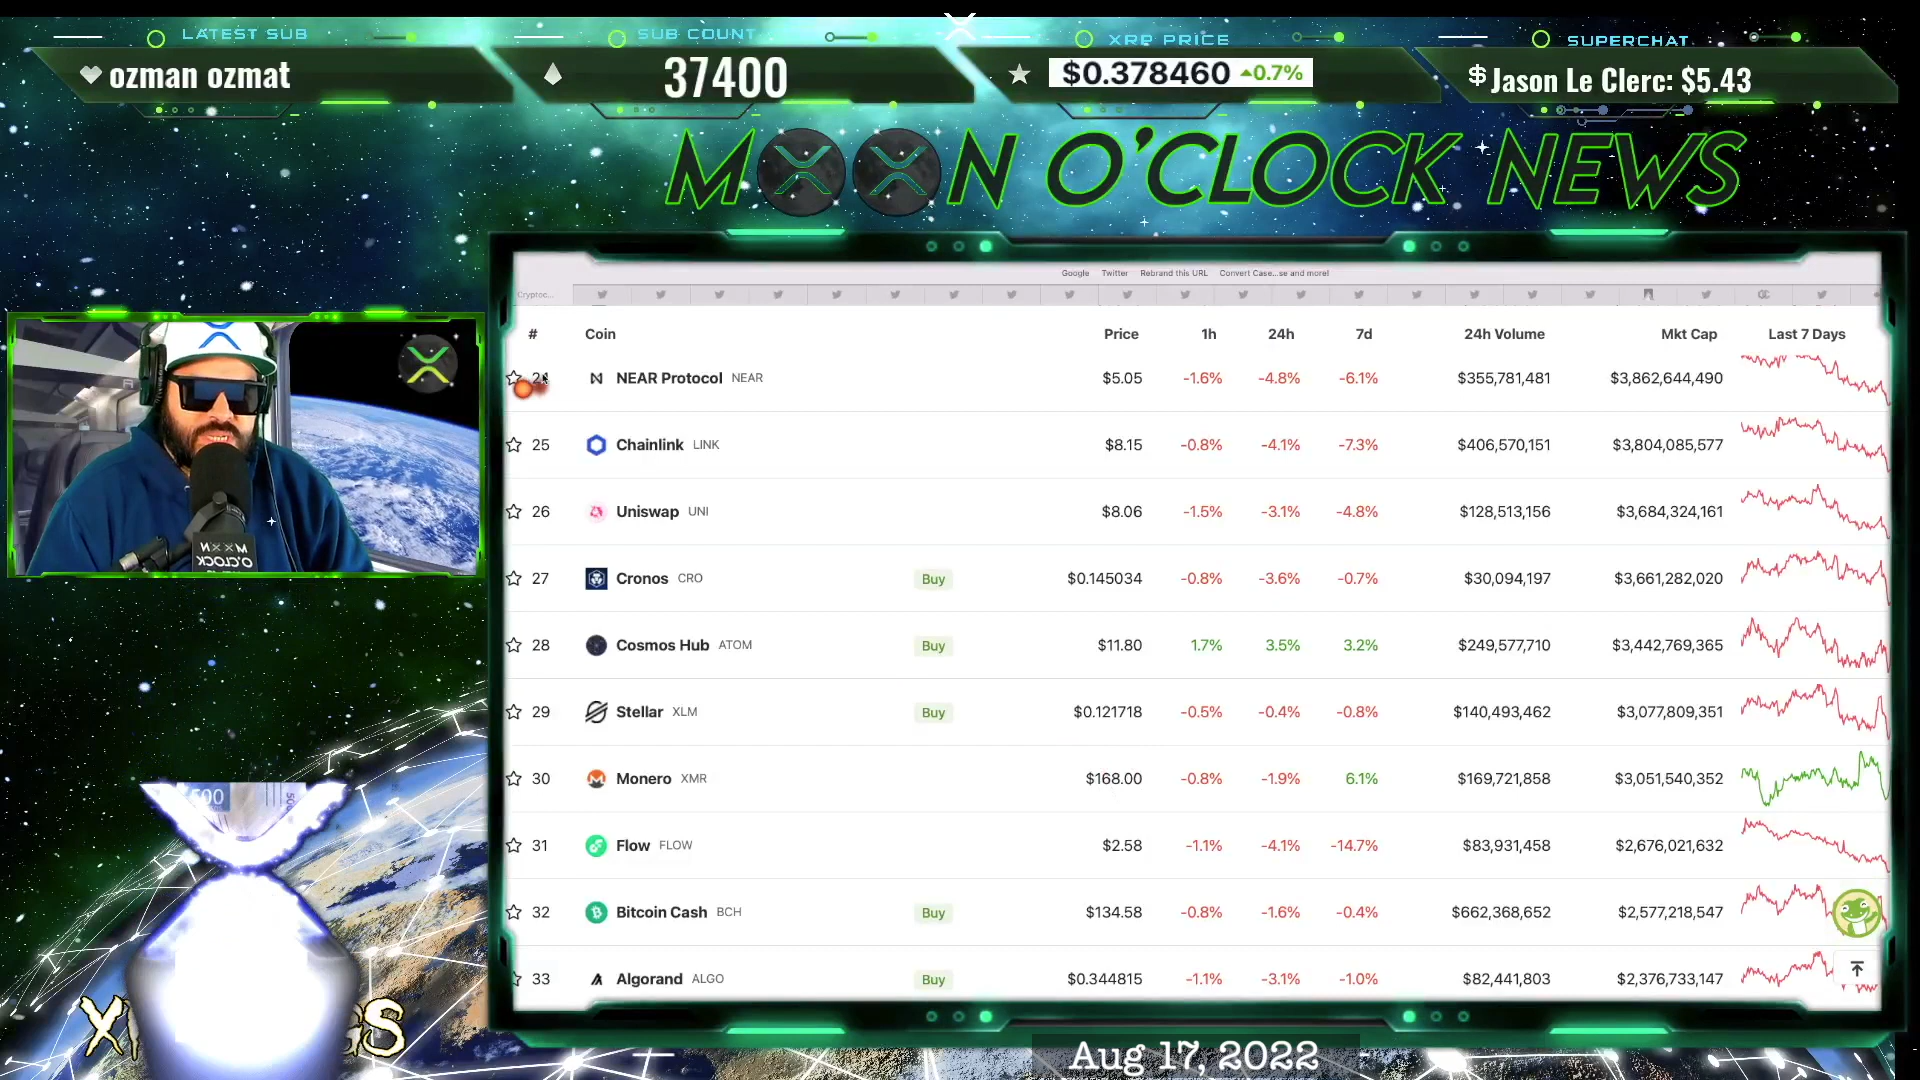 LATEST SUB
ozman ozmat
SUB COUNT
37400
XRP PRICE
$0.378460 0.7%
SUPERCHAT
$ Jason Le Clerc: $5.43
MOON O'CLOCK NEWS
Google Twitter Rebrand this URL Convert Case...se and more!
Cryptoc...
# Coin Price 1h 24h 7d 24h Volume Mkt Cap Last 7 Days
24 NEAR Protocol NEAR $5.05 -1.6% -4.8% -6.1% $355,781,481 $3,862,644,490
25 Chainlink LINK $8.15 -0.8% -4.1% -7.3% $406,570,151 $3,804,085,577
26 Uniswap UNI $8.06 -1.5% -3.1% -4.8% $128,513,156 $3,684,324,161
27 Cronos CRO Buy $0.145034 -0.8% -3.6% -0.7% $30,094,197 $3,661,282,020
28 Cosmos Hub ATOM Buy $11.80 1.7% 3.5% 3.2% $249,577,710 $3,442,769,365
29 Stellar XLM Buy $0.121718 -0.5% -0.4% -0.8% $140,493,462 $3,077,809,351
30 Monero XMR $168.00 -0.8% -1.9% 6.1% $169,721,858 $3,051,540,352
31 Flow FLOW $2.58 -1.1% -4.1% -14.7% $83,931,458 $2,676,021,632
32 Bitcoin Cash BCH Buy $134.58 -0.8% -1.6% -0.4% $662,368,652 $2,577,218,547
33 Algorand ALGO Buy $0.344815 -1.1% -3.1% -1.0% $82,441,803 $2,376,733,147
MOON
O'CLOCK
500
Aug 17, 2022